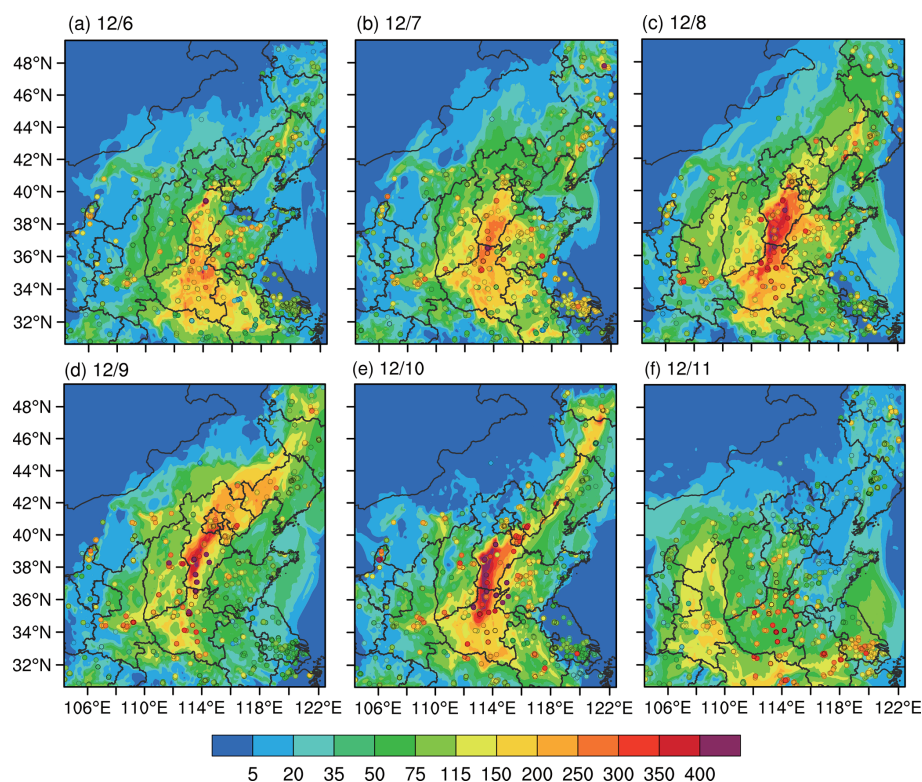 (a) 12/6 (b) 12/7 (c) 12/8
48°N
46°N
44°N
42°N
40°N
38°N
36°N
34°N
32°N
(d) 12/9 (e) 12/10 (f) 12/11
48°N
46°N
44°N
42°N
40°N
38°N
36°N
34°N
32°N
106°E 110°E 114°E 118°E 122°E 106°E 110°E 114°E 118°E 122°E 106°E 110°E 114°E 118°E 122°E
5 20 35 50 75 115 150 200 250 300 350 400